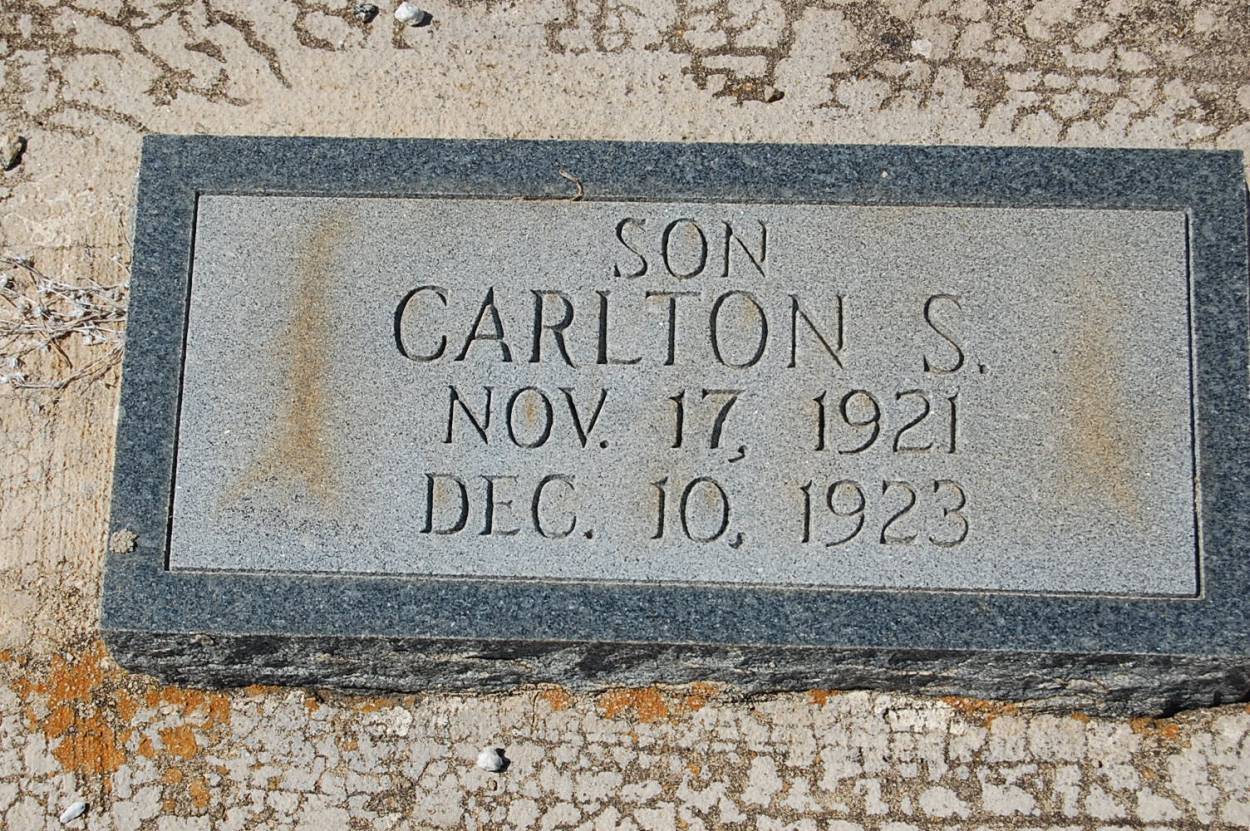 SON
CARLTON S.
NOV. 17, 1921
DEC. 10, 1923